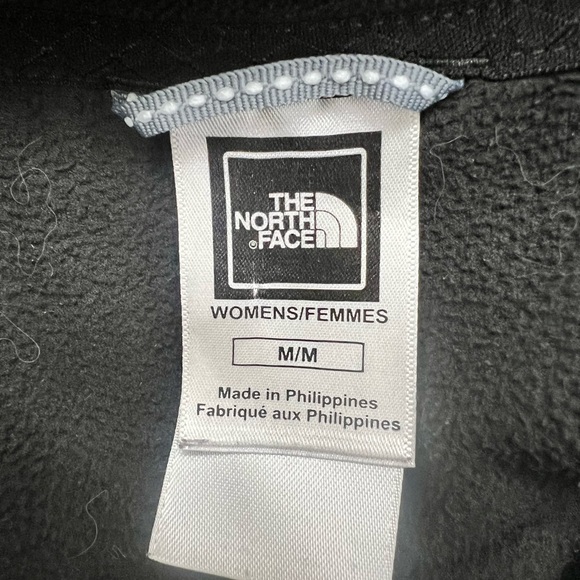 THE
NORTH
FACE®
WOMENS/FEMMES
M/M
Made in Philippines
Fabriqué aux Philippines